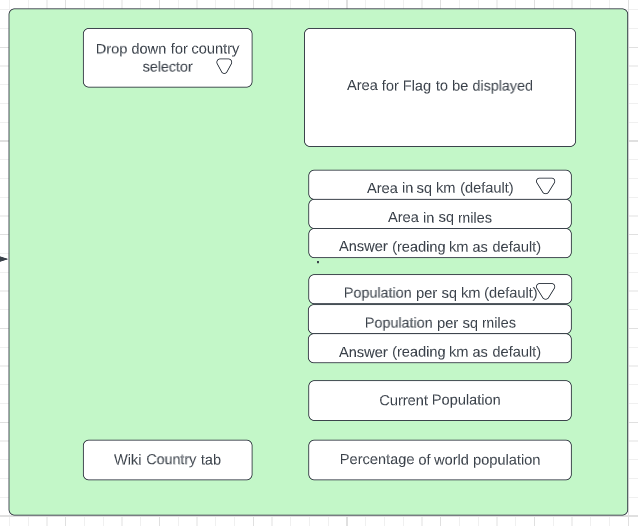 Drop down for country
selector
Area for Flag to be displayed
Area in sq km (default)
Area in sq miles
Answer (reading km as default)
Population per sq km (default)
Population per sq miles
Answer (reading km as default)
Current Population
Wiki Country tab
Percentage of world population